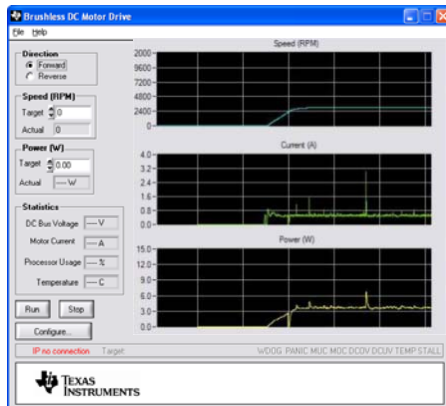 Brushless DC Motor Drive
File Help
Direction
Forward
Reverse
Speed (RPM)
Target 0
Actual 0
Power (W)
Target 0.00
Actual --- W
Statistics
DC Bus Voltage --- V
Motor Current --- A
Processor Usage --- %
Temperature --- C
Run Stop
Configure...
Speed (RPM)
2000
9600
7200
4800
2400
0
Current (A)
4.0
3.2
2.4
1.6
0.8
0.0
Power (W)
15.0
12.0
9.0
6.0
3.0
0.0
IP no connection Target WDOG PANIC MUC MOC DCOV DCUV TEMP STALL
TEXAS
INSTRUMENTS